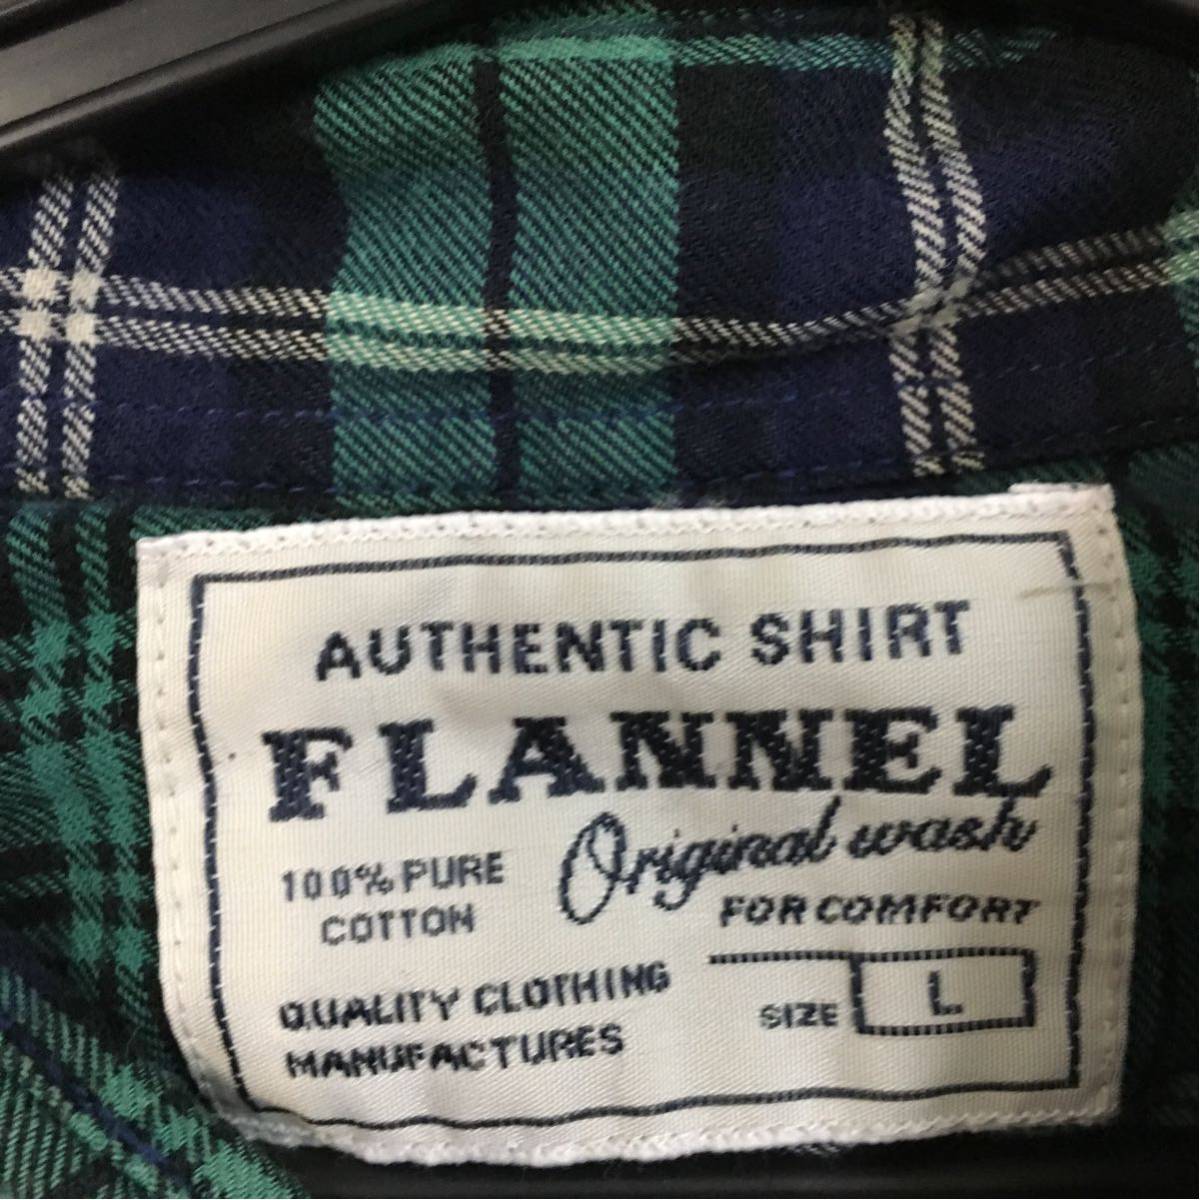 AUTHENTIC SHIRT
FLANNEL
Original wash
100% PURE
COTTON
FOR COMFORT
QUALITY CLOTHING
MANUFACTURES
SIZE L